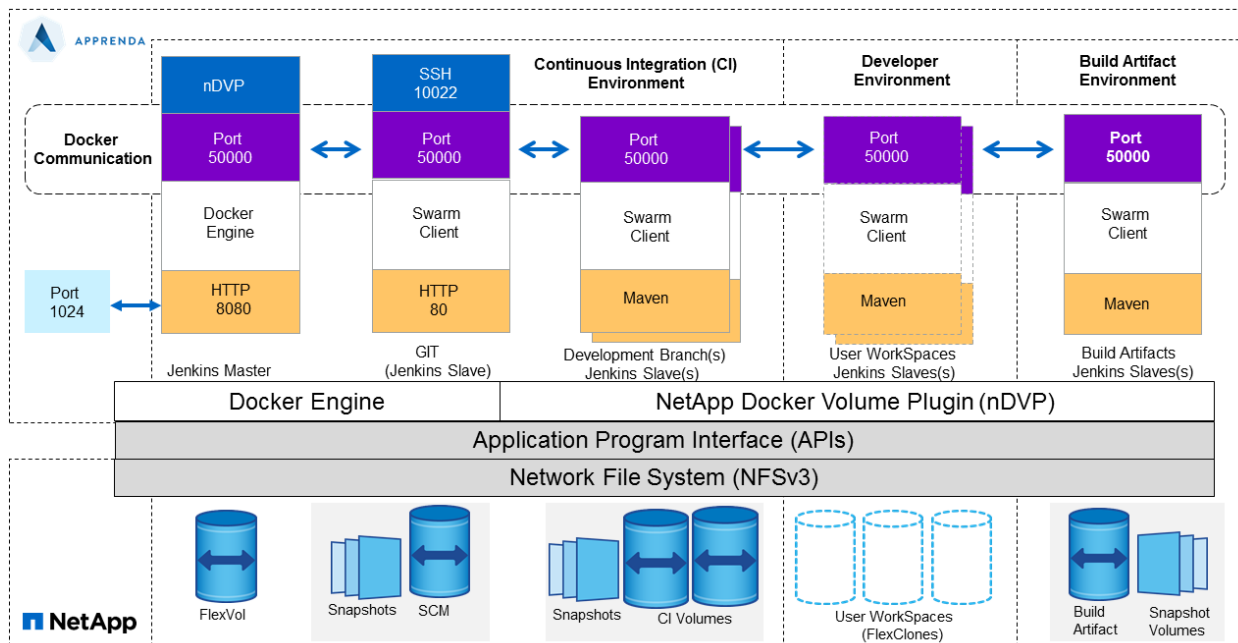 APPRENDA
Continuous Integration (CI)
Environment
Developer
Environment
Build Artifact
Environment
Docker
Communication
nDVP
Port
50000
Docker
Engine
HTTP
8080
Jenkins Master
Port
1024
SSH
10022
Port
50000
Swarm
Client
HTTP
80
GIT
(Jenkins Slave)
Port
50000
Swarm
Client
Maven
Development Branch(s)
Jenkins Slave(s)
Port
50000
Swarm
Client
Maven
User WorkSpaces
Jenkins Slaves(s)
Port
50000
Swarm
Client
Maven
Build Artifacts
Jenkins Slaves(s)
Docker Engine
NetApp Docker Volume Plugin (nDVP)
Application Program Interface (APIs)
Network File System (NFSv3)
FlexVol
Snapshots
SCM
Snapshots
CI Volumes
User WorkSpaces
(FlexClones)
Build
Artifact
Snapshot
Volumes
NetApp